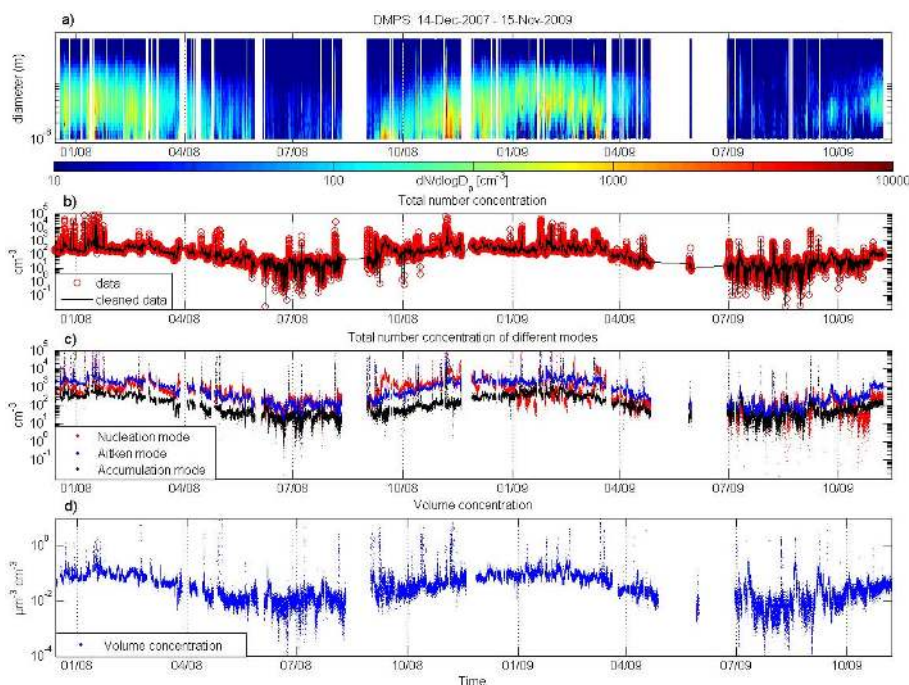 a) DMPS: 14-Dec-2007 - 15-Nov-2009
diameter (m)
01/08 04/08 07/08 10/08 01/09 04/09 07/09 10/09
10 100 dN/dlogDp [cm-3] 1000 10000
b) Total number concentration
cm-3
data
cleaned data
01/08 04/08 07/08 10/08 01/09 04/09 07/09 10/09
c) Total number concentration of different modes
cm-3
Nucleation mode
Aitken mode
Accumulation mode
01/08 04/08 07/08 10/08 01/09 04/09 07/09 10/09
d) Volume concentration
µm-3 cm-3
10^0
10^-2
10^-4
Volume concentration
01/08 04/08 07/08 10/08 01/09 04/09 07/09 10/09
Time